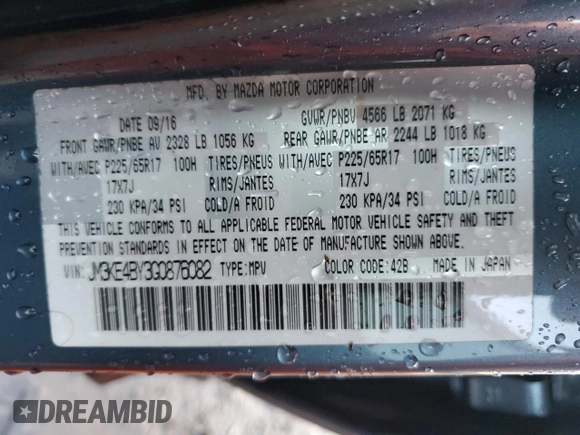 MFD. BY MAZDA MOTOR CORPORATION
DATE 09/16 GVWR/PNBV 4566 LB 2071 KG
FRONT GAWR/PNBE AV 2328 LB 1056 KG REAR GAWR/PNBE AR 2244 LB 1018 KG
WITH/AVEC P225/65R17 100H TIRES/PNEUS WITH/AVEC P225/65R17 100H TIRES/PNEUS
17X7J RIMS/JANTES 17X7J RIMS/JANTES
230 KPA/34 PSI COLD/A FROID 230 KPA/34 PSI COLD/A FROID
THIS VEHICLE CONFORMS TO ALL APPLICABLE FEDERAL MOTOR VEHICLE SAFETY AND THEFT
PREVENTION STANDARDS IN EFFECT ON THE DATE OF MANUFACTURE SHOWN ABOVE.
VIN: JM3KE4BY3G0876082 TYPE:MPV COLOR CODE:42B MADE IN JAPAN
DREAMBID